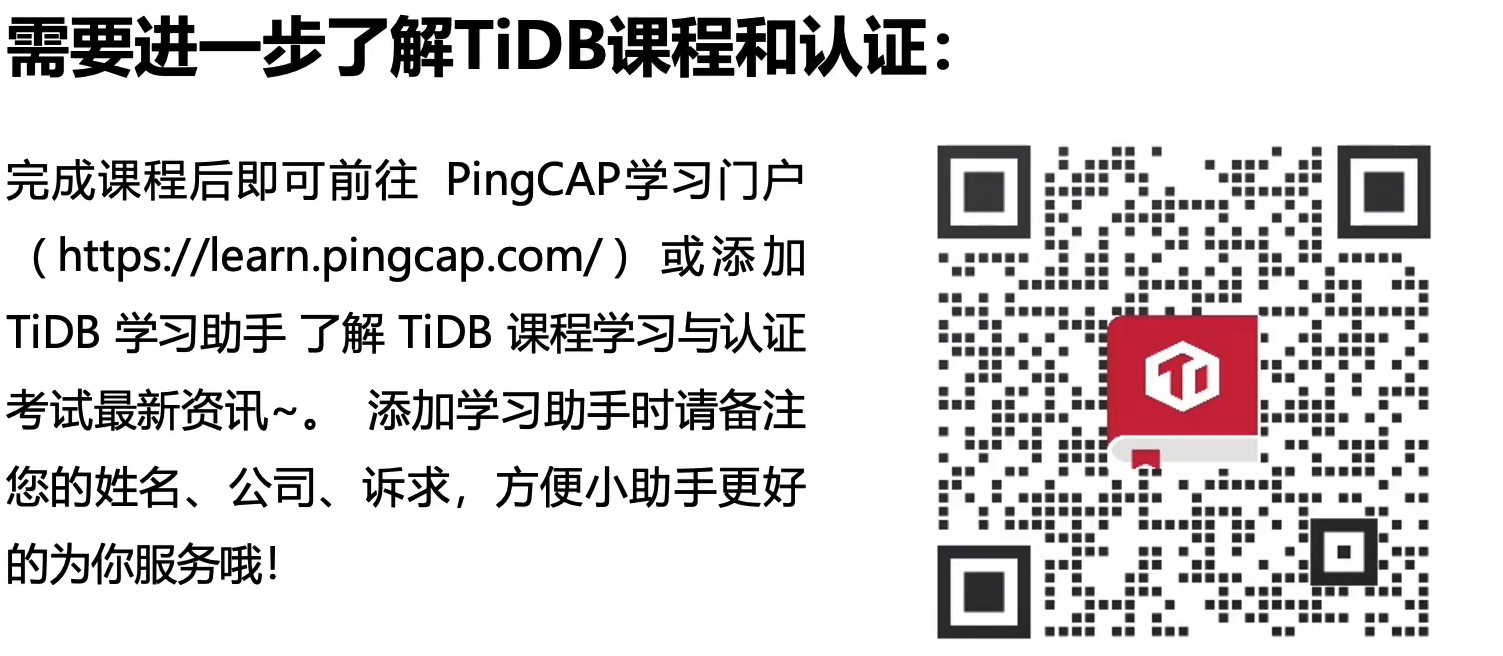 需要进一步了解TiDB课程和认证：
完成课程后即可前往 PingCAP学习门户
（https://learn.pingcap.com/）或添加
TiDB 学习助手 了解 TiDB 课程学习与认证
考试最新资讯~。 添加学习助手时请备注
您的姓名、公司、诉求，方便小助手更好
的为你服务哦！